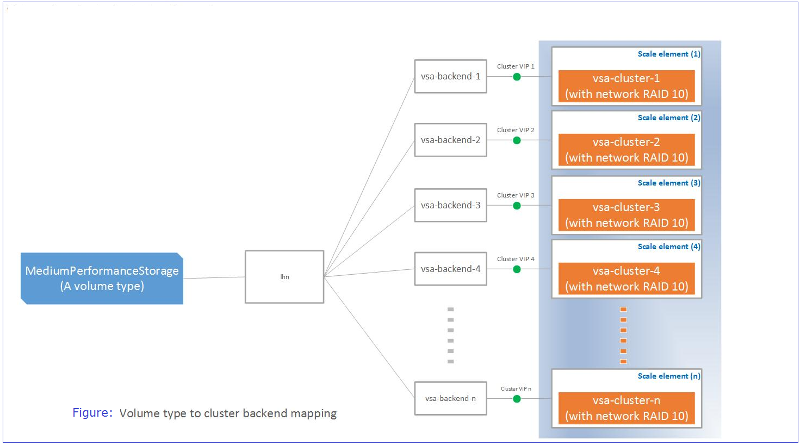 Scale element (1)
Cluster VIP 1
vsa-backend-1
vsa-cluster-1
(with network RAID 10)
Scale element (2)
Cluster VIP 2
vsa-backend-2
vsa-cluster-2
(with network RAID 10)
Scale element (3)
Cluster VIP 3
vsa-backend-3
vsa-cluster-3
(with network RAID 10)
Scale element (4)
Cluster VIP 4
vsa-backend-4
vsa-cluster-4
(with network RAID 10)
MediumPerformanceStorage
(A volume type)
Scale element (n)
Cluster VIP n
vsa-backend-n
vsa-cluster-n
(with network RAID 10)
Figure: Volume type to cluster backend mapping